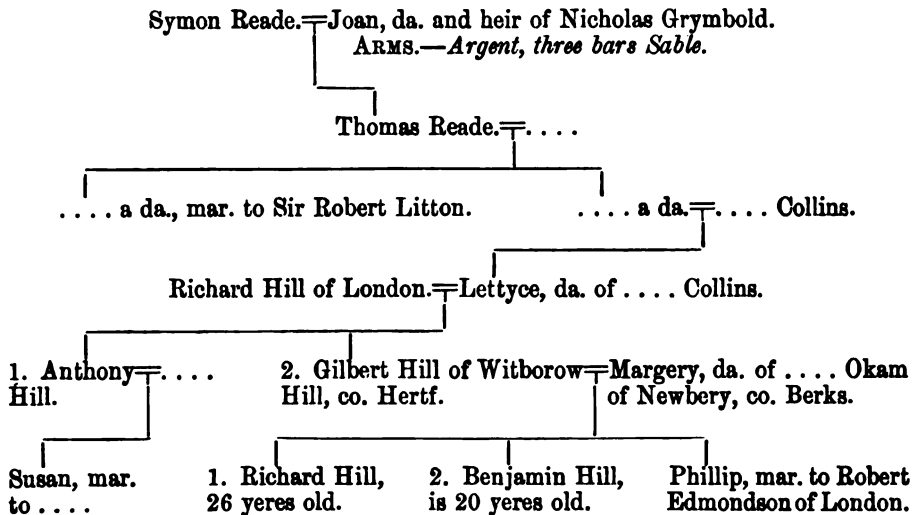 Symon Reade.=Joan, da. and heir of Nicholas Grymbold.
ARMS.—Argent, three bars Sable.
Thomas Reade.=. . . .
. . . . a da., mar. to Sir Robert Litton. . . . . a da.=. . . . Collins.
Richard Hill of London.=Lettyce, da. of . . . . Collins.
1. Anthony=. . . . 2. Gilbert Hill of Witborow=Margery, da. of . . . . Okam
Hill. Hill, co. Hertf. of Newbery, co. Berks.
Susan, mar. 1. Richard Hill, 2. Benjamin Hill, Phillip, mar. to Robert
to . . . . 26 yeres old. is 20 yeres old. Edmondson of London.